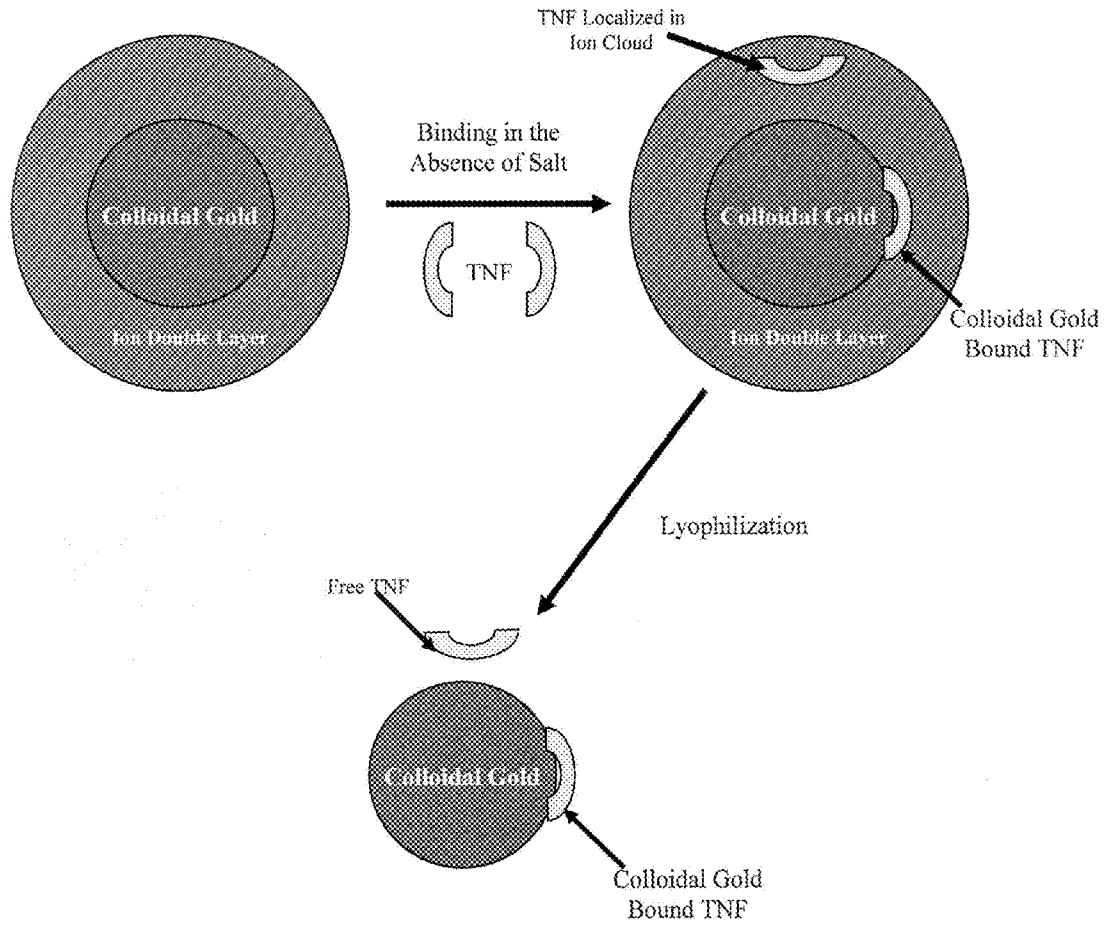 TNF Localized in
Ion Cloud
Binding in the
Absence of Salt
Colloidal Gold
TNF
Colloidal Gold
Ion Double Layer
Ion Double Layer
Colloidal Gold
Bound TNF
Lyophilization
Free TNF
Colloidal Gold
Colloidal Gold
Bound TNF